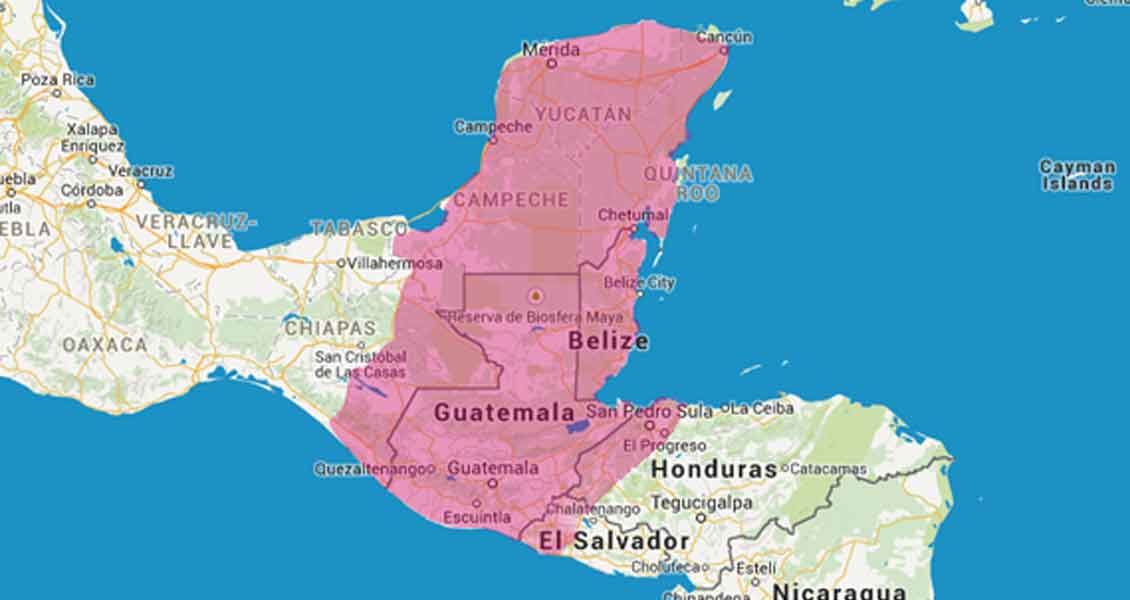 Mérida
Cancún
Poza Rica
YUCATÁN
Campeche
Xalapa
Enríquez
Veracruz
Córdoba
QUINTANA
ROO
Cayman
Islands
CAMPECHE
Chetumal
VERACRUZ-
LLAVE
TABASCO
Villahermosa
Belize City
Reserva de Biosfera Maya
CHIAPAS
OAXACA
Belize
San Cristóbal
de Las Casas
Guatemala
San Pedro Sula
La Ceiba
El Progreso
Quezaltenango
Guatemala
Honduras
Catacamas
Tegucigalpa
Escuintla
Chalatenango
El Salvador
Choluteca
Estelí
Nicaragua